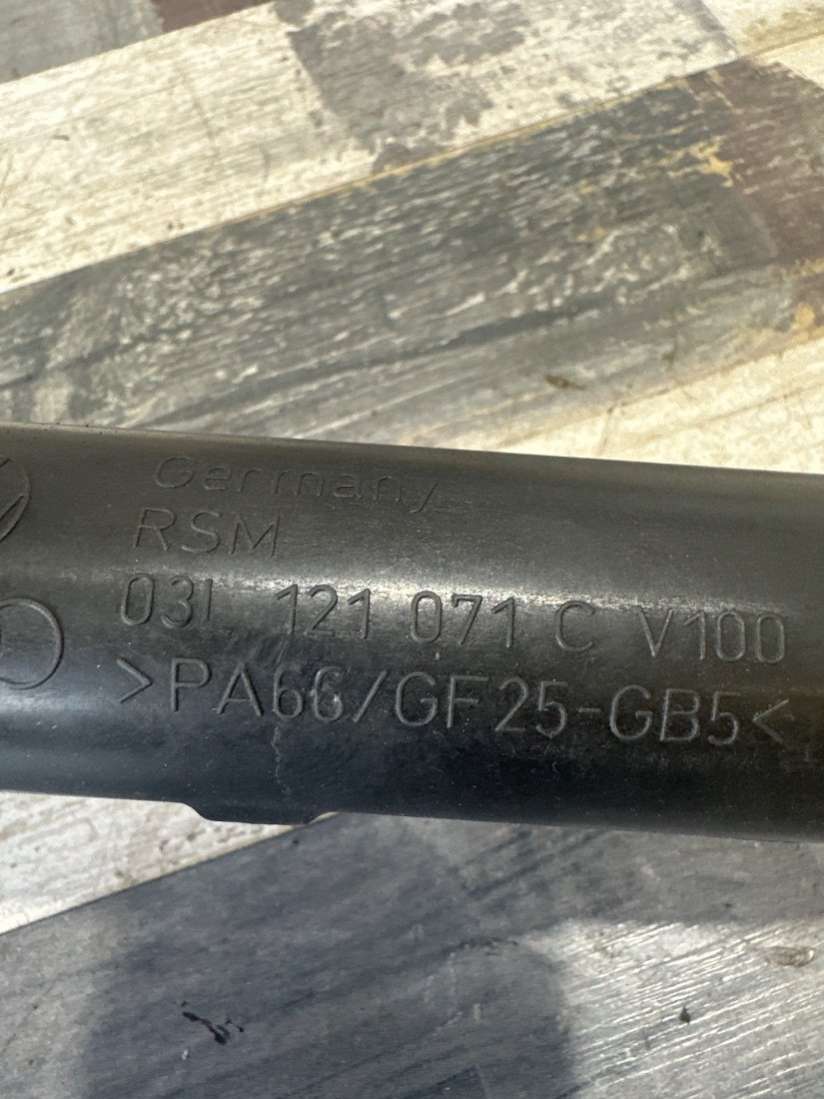 Germany
RSM
03L 121 071 C V100
>PA66/GF25-GB5<